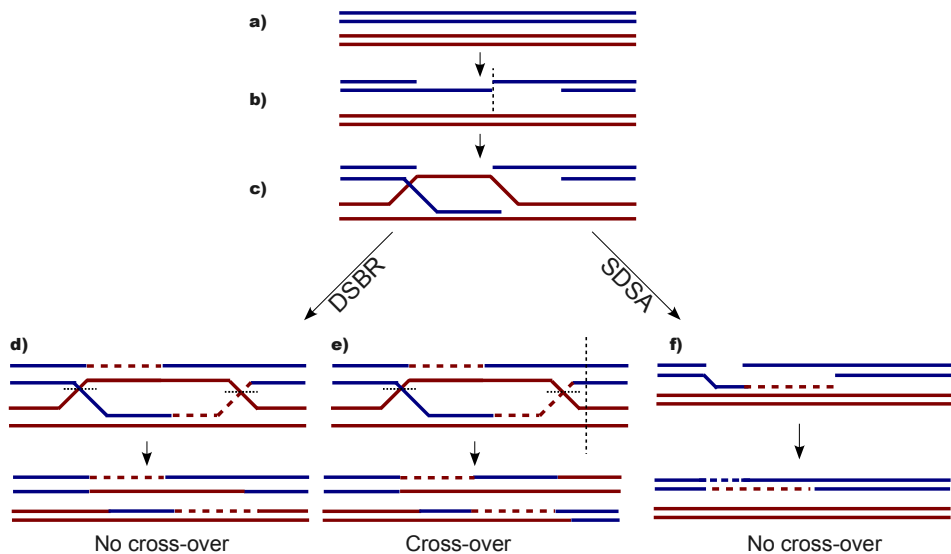 a)
b)
c)
DSBR
SDSA
d)
e)
f)
No cross-over
Cross-over
No cross-over